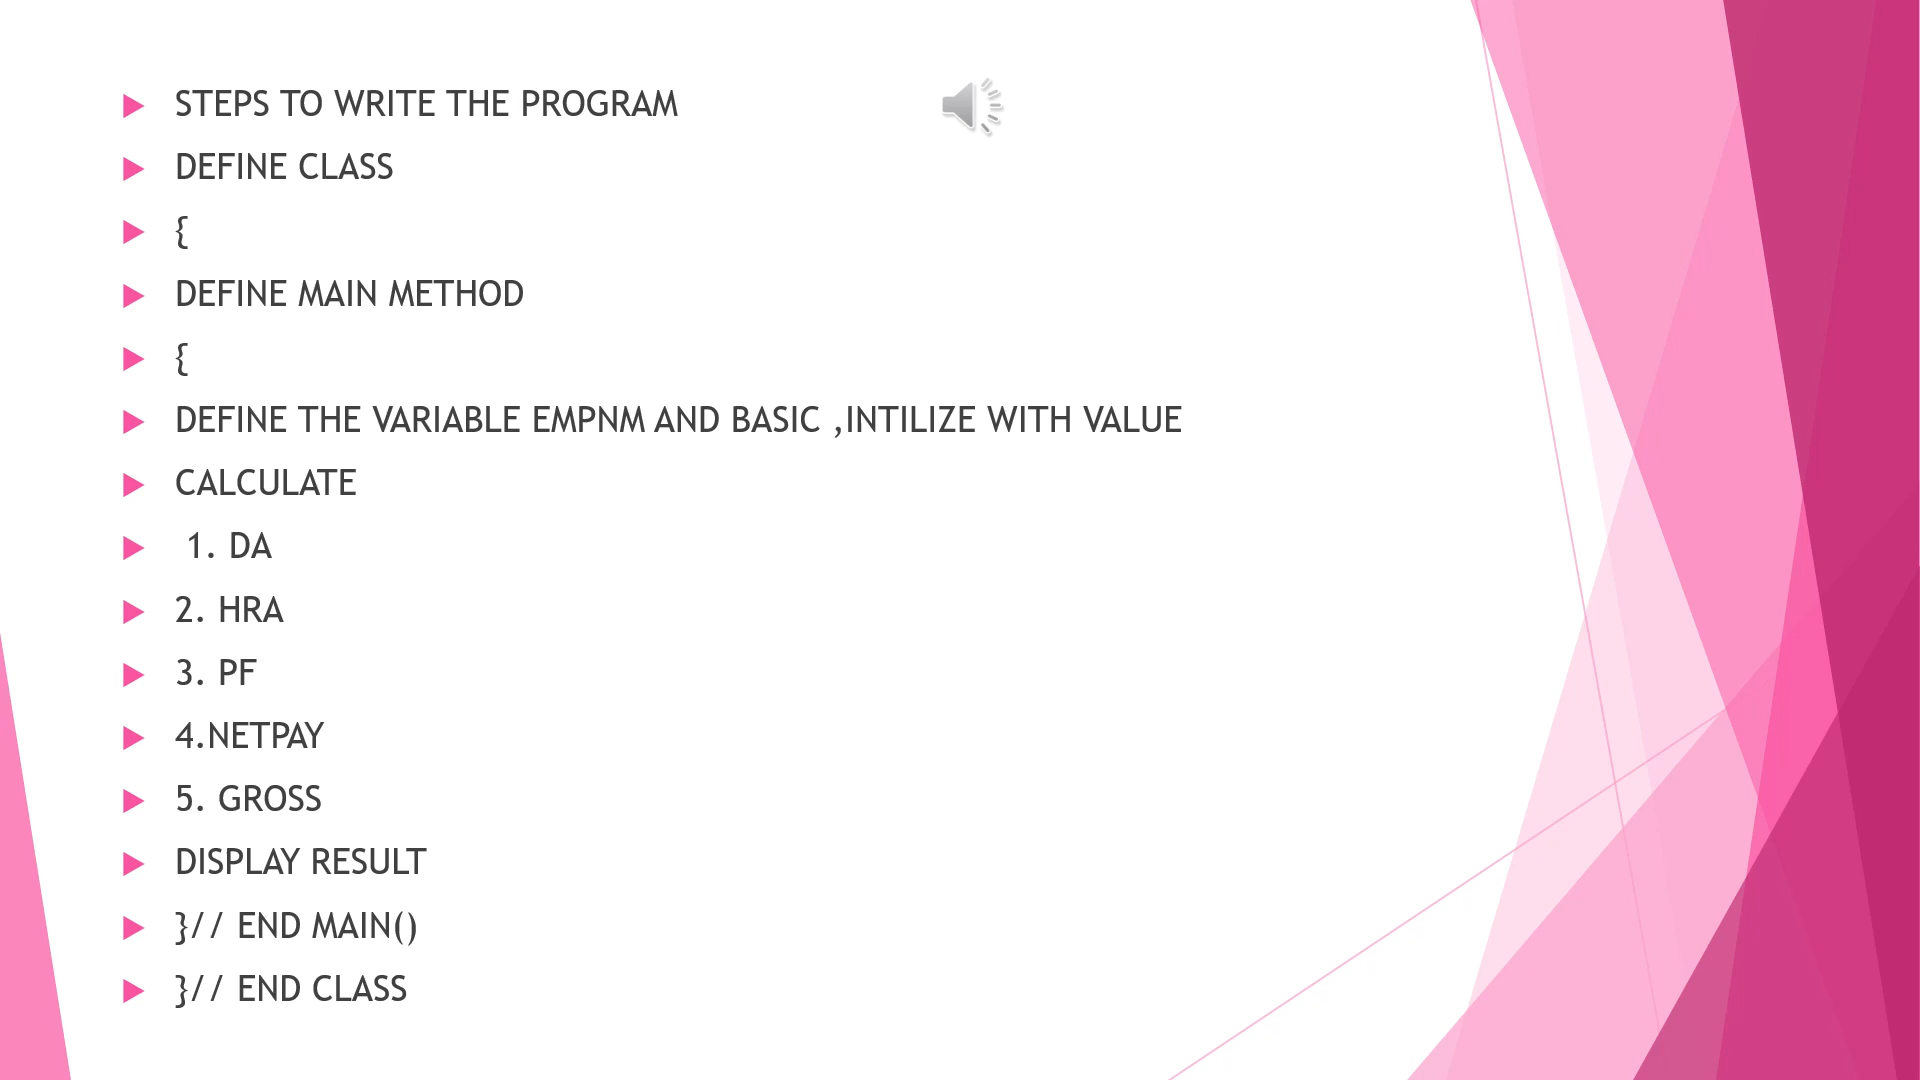 STEPS TO WRITE THE PROGRAM
DEFINE CLASS
{
DEFINE MAIN METHOD
{
DEFINE THE VARIABLE EMPNM AND BASIC ,INTILIZE WITH VALUE
CALCULATE
1. DA
2. HRA
3. PF
4.NETPAY
5. GROSS
DISPLAY RESULT
}// END MAIN()
}// END CLASS